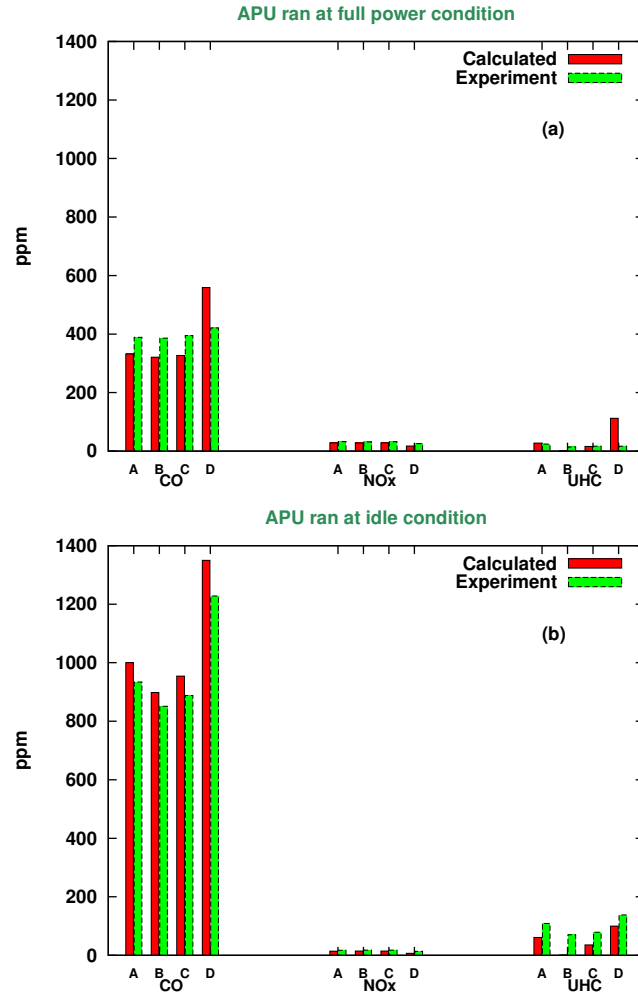 APU ran at full power condition
1400
Calculated
Experiment
1200
(a)
1000
ppm
800
600
400
200
0
A B C D A B C D A B C D
CO NOx UHC
APU ran at idle condition
1400
Calculated
Experiment
1200
(b)
1000
ppm
800
600
400
200
0
A B C D A B C D A B C D
CO NOx UHC